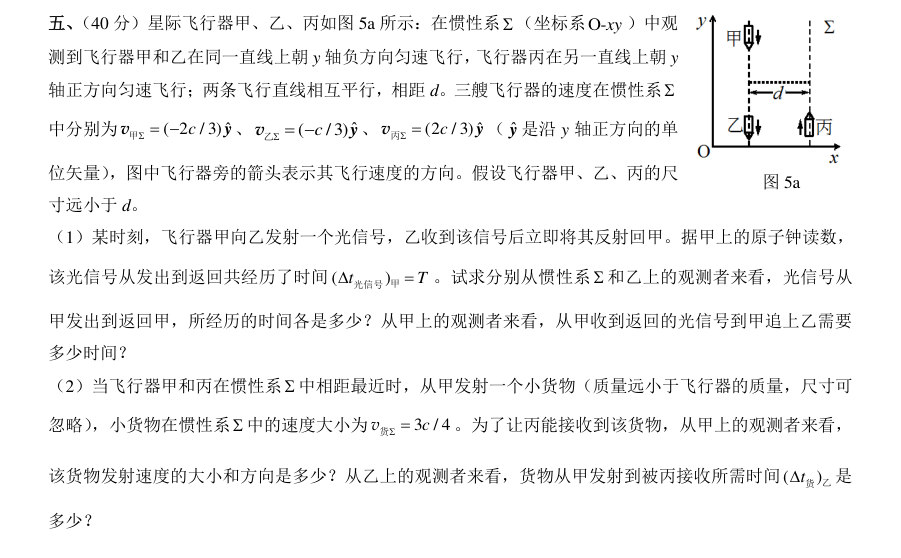 五、（40 分）星际飞行器甲、乙、丙如图 5a 所示：在惯性系Σ（坐标系O-xy ）中观
测到飞行器甲和乙在同一直线上朝 y 轴负方向匀速飞行，飞行器丙在另一直线上朝 y
轴正方向匀速飞行；两条飞行直线相互平行，相距 d。三艘飞行器的速度在惯性系Σ
中分别为v甲Σ = (−2c / 3)ŷ、v乙Σ = (−c / 3)ŷ、v丙Σ = (2c / 3)ŷ（ŷ 是沿 y 轴正方向的单
位矢量），图中飞行器旁的箭头表示其飞行速度的方向。假设飞行器甲、乙、丙的尺
寸远小于 d。
y
甲
Σ
d
乙
丙
O
x
图 5a
（1）某时刻，飞行器甲向乙发射一个光信号，乙收到该信号后立即将其反射回甲。据甲上的原子钟读数，
该光信号从发出到返回共经历了时间 (Δt光信号)甲 = T 。试求分别从惯性系Σ和乙上的观测者来看，光信号从
甲发出到返回甲，所经历的时间各是多少？从甲上的观测者来看，从甲收到返回的光信号到甲追上乙需要
多少时间？
（2）当飞行器甲和丙在惯性系Σ中相距最近时，从甲发射一个小货物（质量远小于飞行器的质量，尺寸可
忽略），小货物在惯性系Σ中的速度大小为v货Σ = 3c / 4 。为了让丙能接收到该货物，从甲上的观测者来看，
该货物发射速度的大小和方向是多少？从乙上的观测者来看，货物从甲发射到被丙接收所需时间 (Δt货)乙 是
多少？